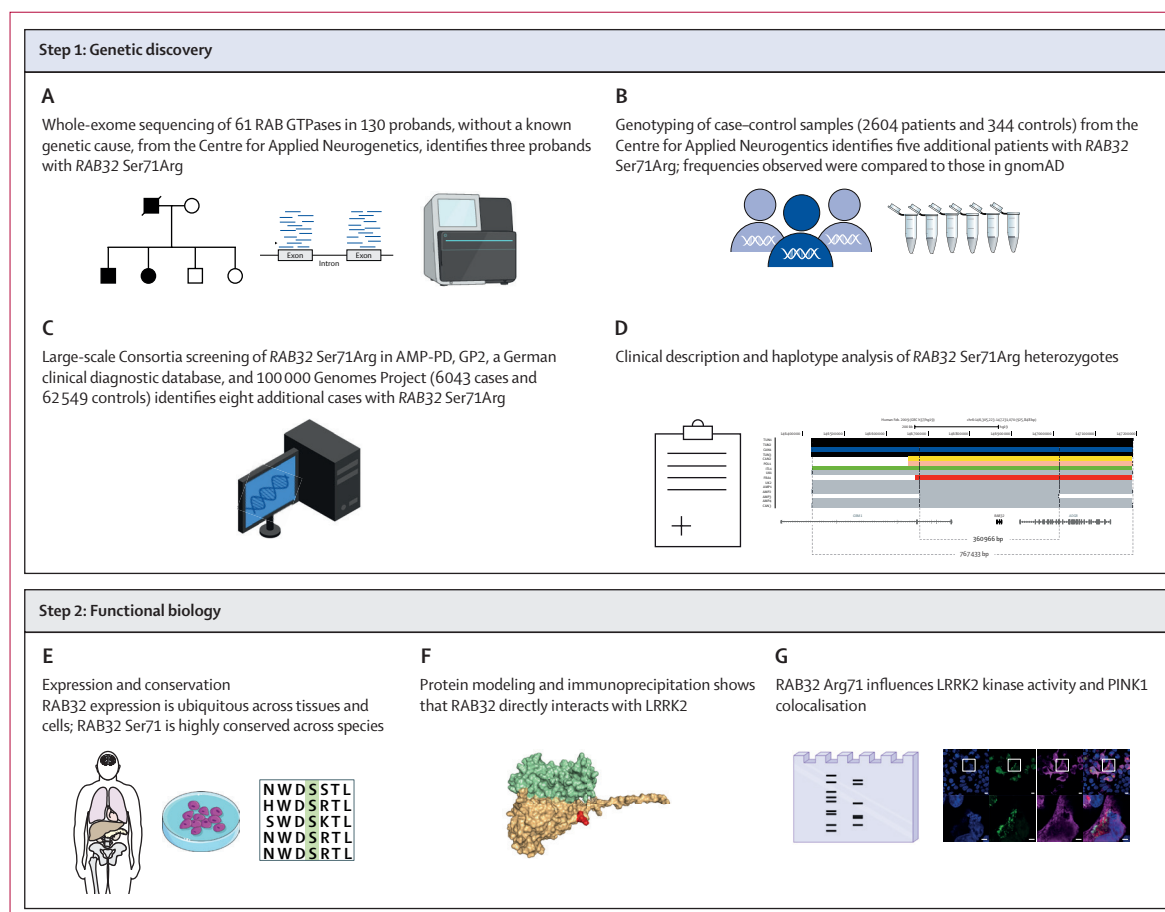 Step 1: Genetic discovery
A
Whole-exome sequencing of 61 RAB GTPases in 130 probands, without a known
genetic cause, from the Centre for Applied Neurogenetics, identifies three probands
with RAB32 Ser71Arg
Exon
Intron
Exon
B
Genotyping of case–control samples (2604 patients and 344 controls) from the
Centre for Applied Neurogentics identifies five additional patients with RAB32
Ser71Arg; frequencies observed were compared to those in gnomAD
C
Large-scale Consortia screening of RAB32 Ser71Arg in AMP-PD, GP2, a German
clinical diagnostic database, and 100 000 Genomes Project (6043 cases and
62 549 controls) identifies eight additional cases with RAB32 Ser71Arg
D
Clinical description and haplotype analysis of RAB32 Ser71Arg heterozygotes
RAB32
360 966 bp
767 433 bp
Step 2: Functional biology
E
Expression and conservation
RAB32 expression is ubiquitous across tissues and
cells; RAB32 Ser71 is highly conserved across species
NWDSSTL
HWDSRTL
SWDSKTL
NWDSRTL
NWDSRTL
F
Protein modeling and immunoprecipitation shows
that RAB32 directly interacts with LRRK2
G
RAB32 Arg71 influences LRRK2 kinase activity and PINK1
colocalisation